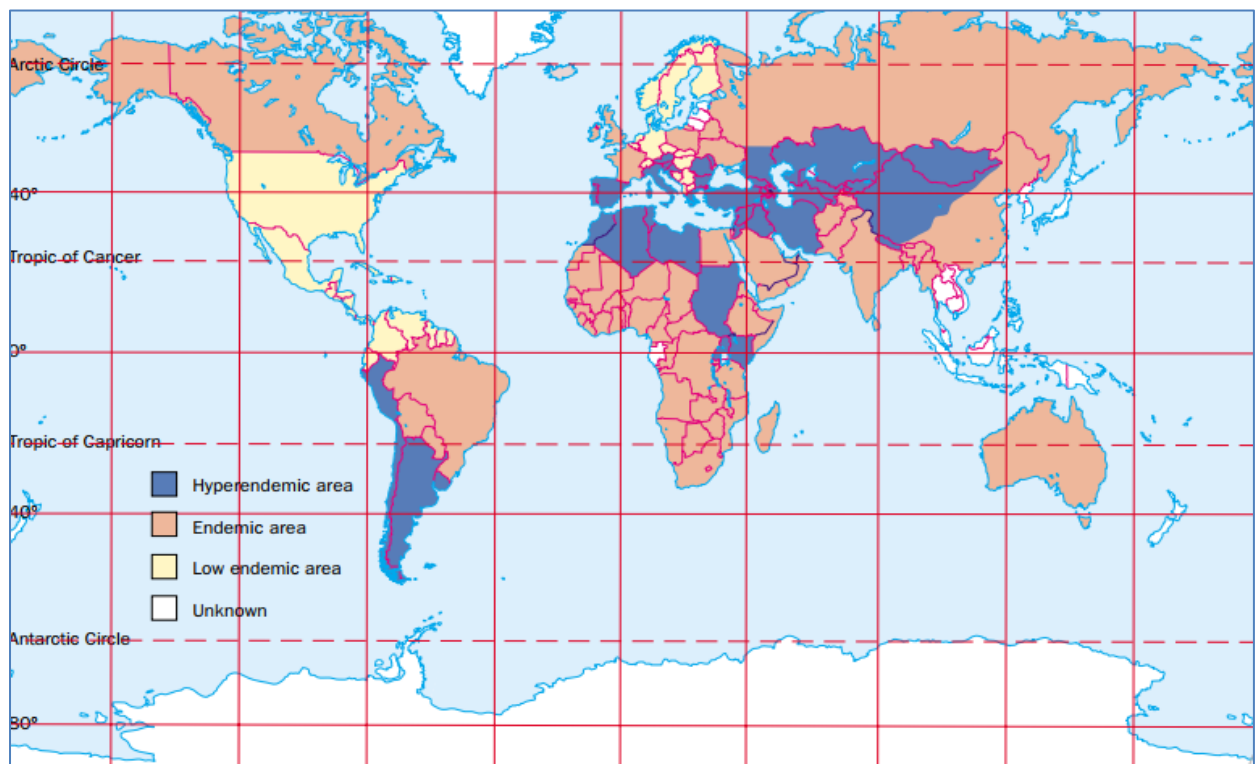 Arctic Circle
40°
Tropic of Cancer
0°
Tropic of Capricorn
Hyperendemic area
40°
Endemic area
Low endemic area
Unknown
Antarctic Circle
80°